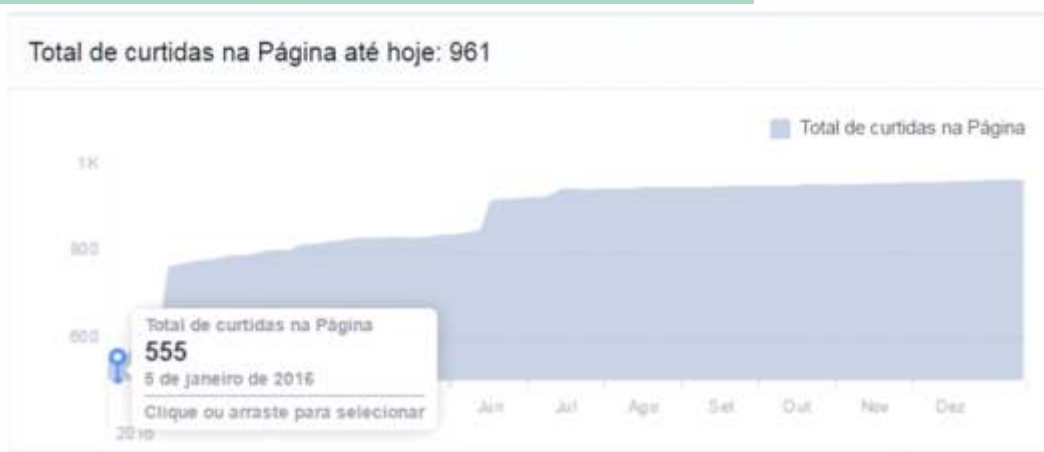 Total de curtidas na Página até hoje: 961
Total de curtidas na Página
1K
800
600
Total de curtidas na Página
555
5 de janeiro de 2016
Clique ou arraste para selecionar
Jun Jul Ago Set Out Nov Dez
2016